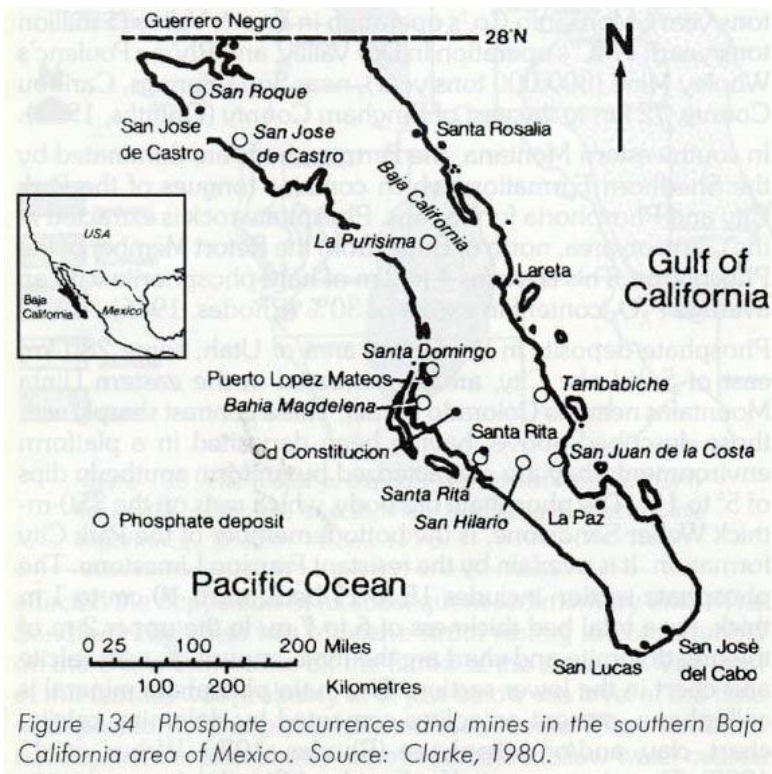 Guerrero Negro
28°N
N
San Roque
San Jose
de Castro
San Jose
de Castro
Santa Rosalia
Baja California
USA
Baja
California
Mexico
La Purisima
Lareta
Gulf of
California
Santa Domingo
Puerto Lopez Mateos
Bahia Magdelena
Tambabiche
Cd Constitucion
Santa Rita
San Juan de la Costa
Santa Rita
San Hilario
La Paz
Phosphate deposit
Pacific Ocean
0 25 100 200 Miles
100 200 Kilometres
San Lucas
San José
del Cabo
Figure 134 Phosphate occurrences and mines in the southern Baja
California area of Mexico. Source: Clarke, 1980.